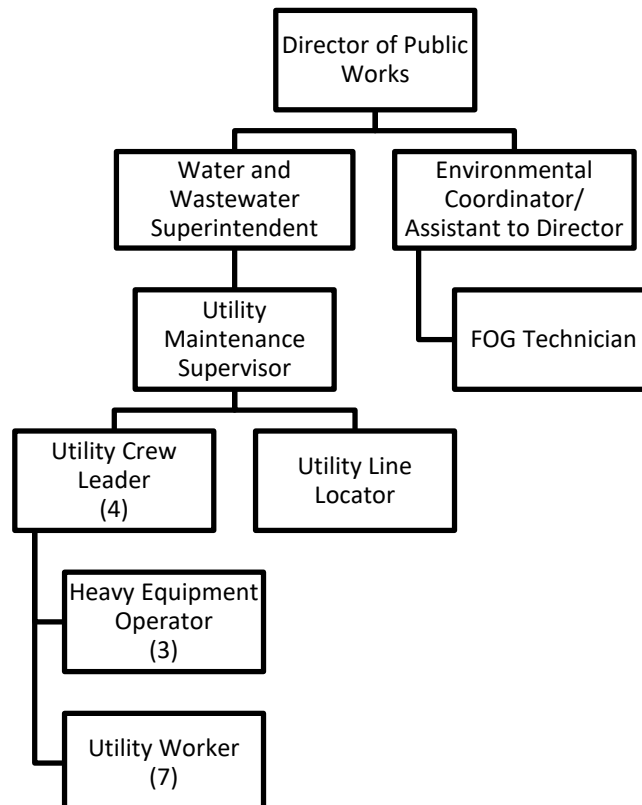 Director of Public
Works
Water and
Wastewater
Superintendent
Environmental
Coordinator/
Assistant to Director
Utility
Maintenance
Supervisor
FOG Technician
Utility Crew
Leader
(4)
Utility Line
Locator
Heavy Equipment
Operator
(3)
Utility Worker
(7)